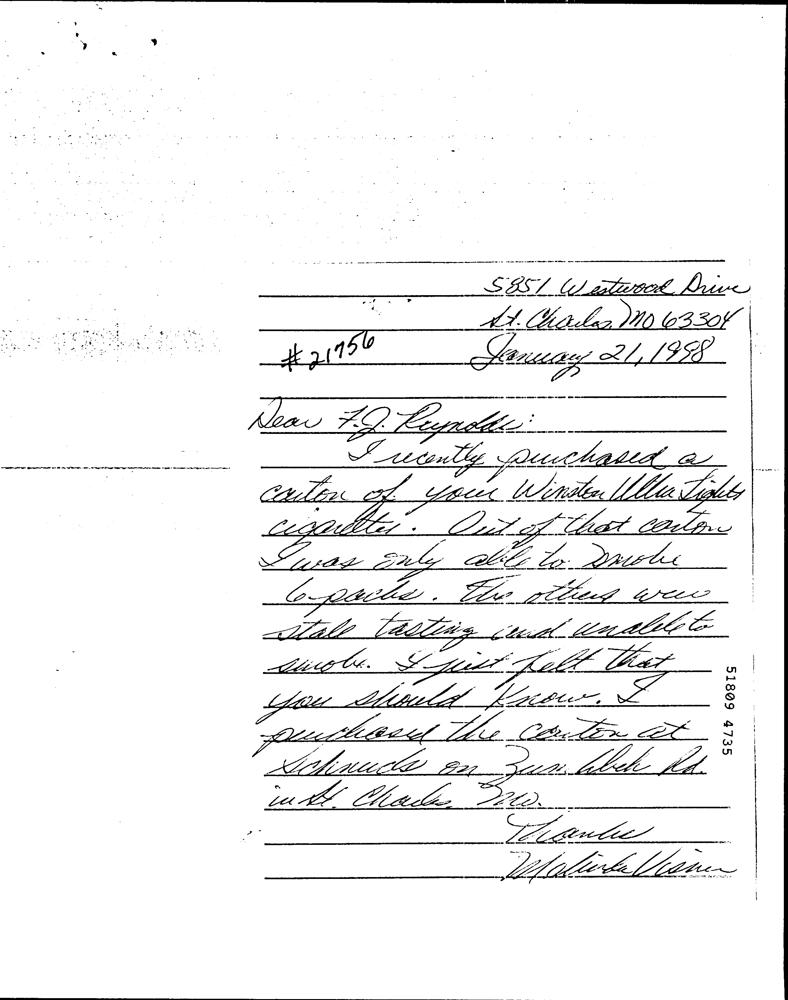 5851 Westwood Drive
St. Charles, MO 63304
#21756
January 21, 1998
Dear F.J. Reynolds:
I recently purchased a
carton of your Winston Ultra Lights
cigarettes. Out of that carton
I was only able to smoke
6-packs. The others were
stale tasting and unable to
smoke. I just felt that
you should know. I
purchased the carton at
Schnucks on Zumbheh Rd.
in St. Charles, Mo.
Thanks
Visner
51809 4735